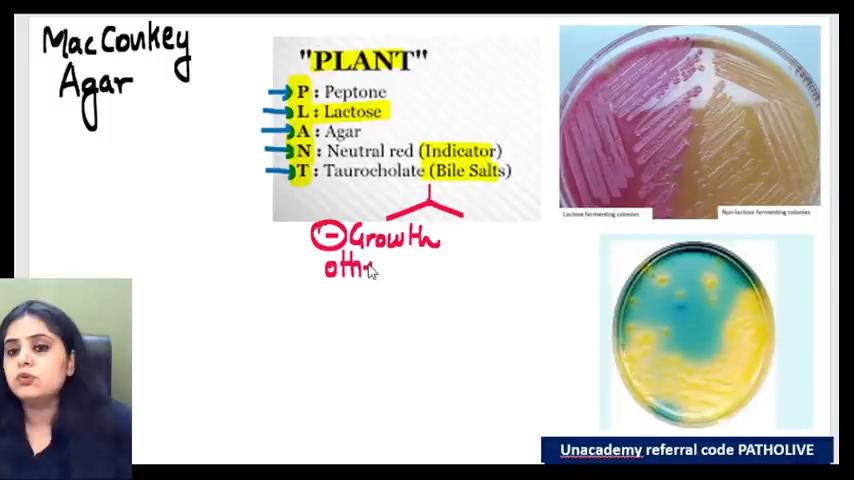 MacConkey
Agar
"PLANT"
P : Peptone
L : Lactose
A : Agar
N : Neutral red (Indicator)
T : Taurocholate (Bile Salts)
(-) Growth
oth
Lactose fermenting colonies
Non-lactose fermenting colonies
Unacademy referral code PATHOLIVE